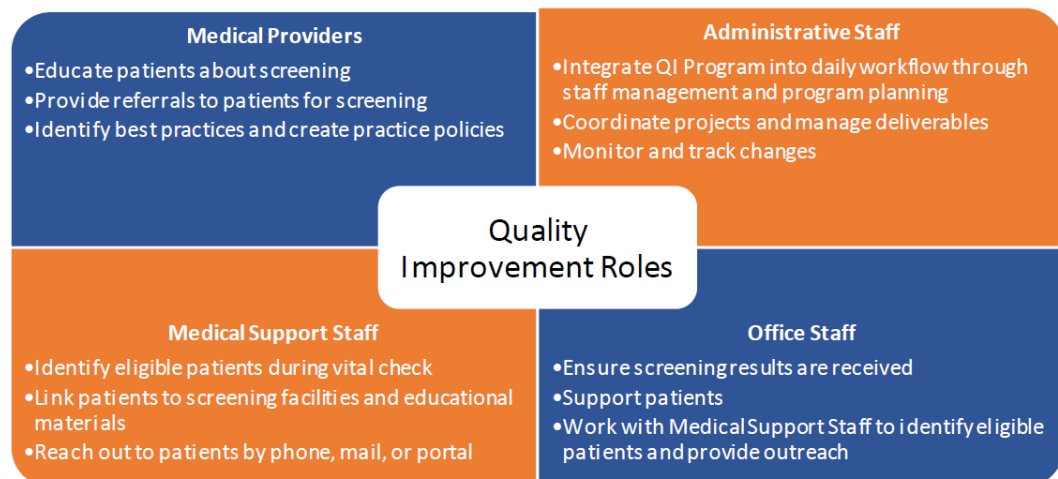 Medical Providers
•Educate patients about screening
•Provide referrals to patients for screening
•Identify best practices and create practice policies
Administrative Staff
•Integrate QI Program into daily workflow through
staff management and program planning
•Coordinate projects and manage deliverables
•Monitor and track changes
Quality
Improvement Roles
Medical Support Staff
•Identify eligible patients during vital check
•Link patients to screening facilities and educational
materials
•Reach out to patients by phone, mail, or portal
Office Staff
•Ensure screening results are received
•Support patients
•Work with Medical Support Staff to identify eligible
patients and provide outreach